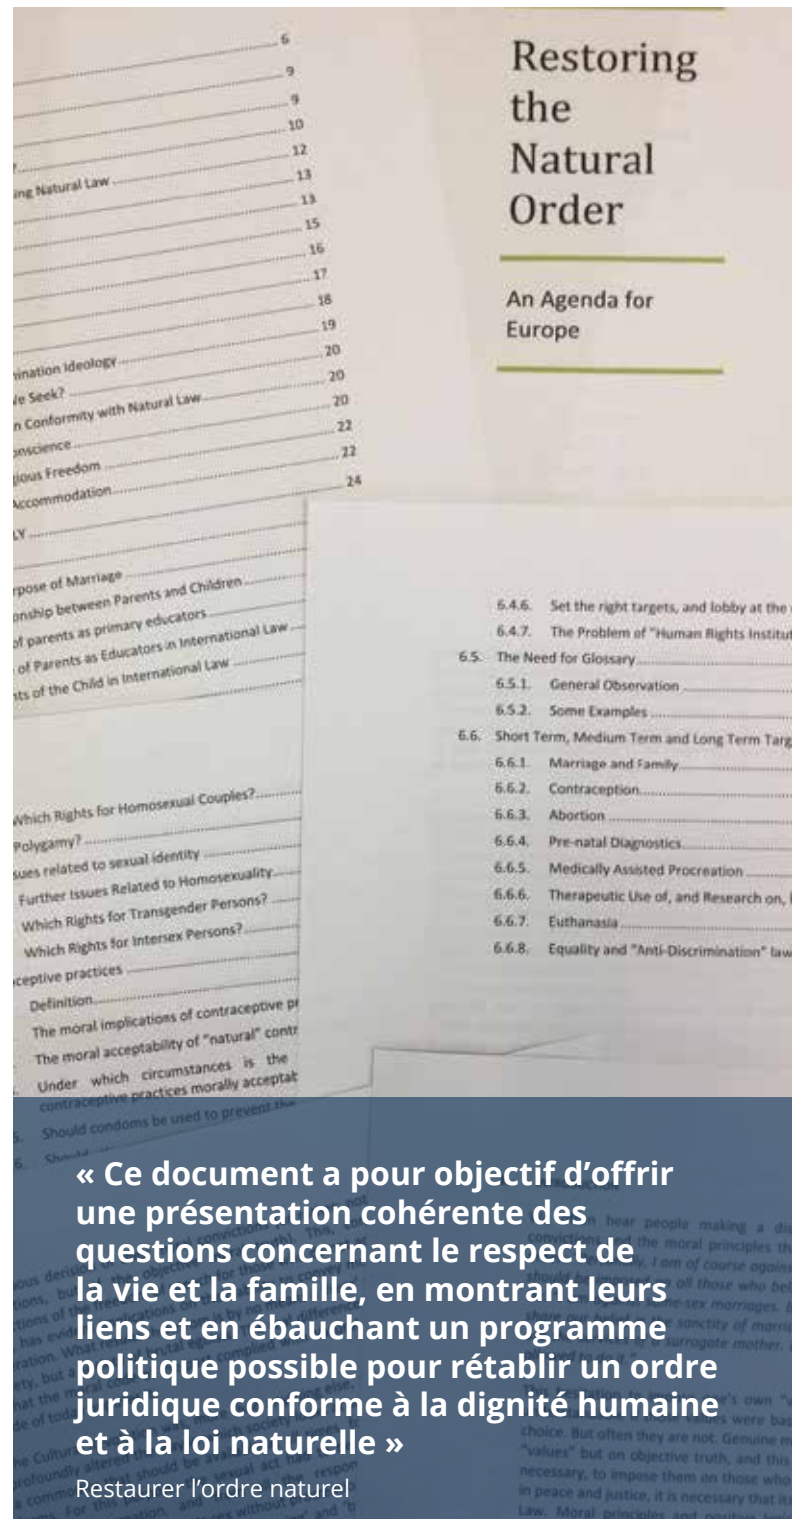 6
9
9
10
ing Natural Law 12
13
13
15
16
17
18
19
mination Ideology 20
We Seek? 20
n Conformity with Natural Law 20
onscience 22
gious Freedom 22
Accommodation 24
LY
rpose of Marriage
onship between Parents and Children
of parents as primary educators
of Parents as Educators in International Law
ts of the Child in International Law
Restoring
the
Natural
Order
An Agenda for
Europe
6.4.6. Set the right targets, and lobby at the
6.4.7. The Problem of "Human Rights Institut
6.5. The Need for Glossary
6.5.1. General Observation
6.5.2. Some Examples
6.6. Short Term, Medium Term and Long Term Targ
6.6.1. Marriage and Family
6.6.2. Contraception
6.6.3. Abortion
6.6.4. Pre-natal Diagnostics
6.6.5. Medically Assisted Procreation
6.6.6. Therapeutic Use of, and Research on,
6.6.7. Euthanasia
6.6.8. Equality and "Anti-Discrimination" law
Which Rights for Homosexual Couples?
Polygamy?
sues related to sexual identity
Further Issues Related to Homosexuality
Which Rights for Transgender Persons?
Which Rights for Intersex Persons?
ceptive practices
Definition
The moral implications of contraceptive pr
The moral acceptability of "natural" contr
Under which circumstances is the
contraceptive practices morally acceptab
5. Should condoms be used to prevent the
6. Should
« Ce document a pour objectif d'offrir
une présentation cohérente des
questions concernant le respect de
la vie et la famille, en montrant leurs
liens et en ébauchant un programme
politique possible pour rétablir un ordre
juridique conforme à la dignité humaine
et à la loi naturelle »
Restaurer l'ordre naturel